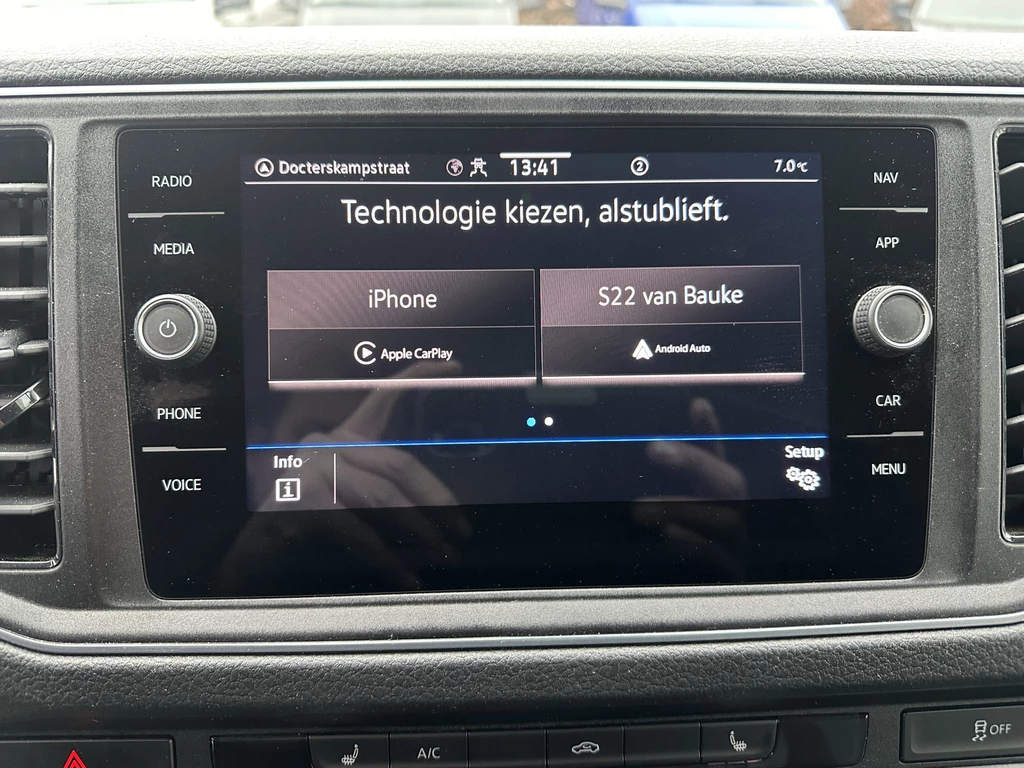 Docterskampstraat 13:41 2 7.0°C
Technologie kiezen, alstublieft.
RADIO
MEDIA
PHONE
VOICE
iPhone
Apple CarPlay
S22 van Bauke
Android Auto
Info
Setup
NAV
APP
CAR
MENU
A/C
OFF